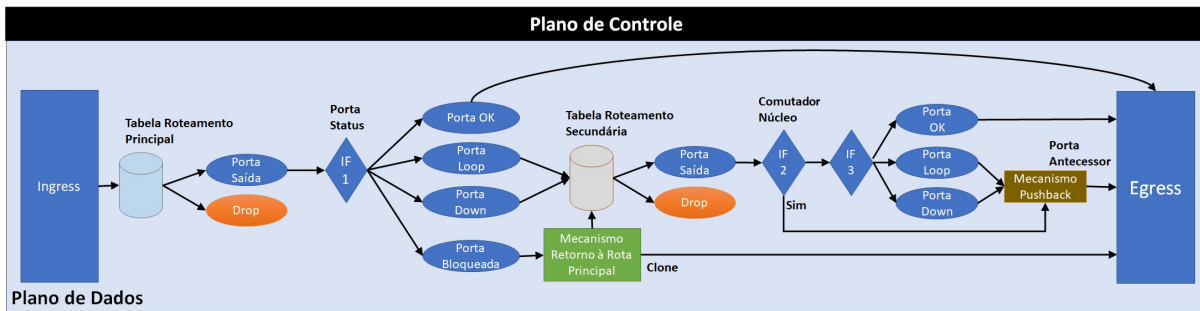 Plano de Controle
Ingress
Tabela Roteamento
Principal
Porta
Saída
Drop
Porta
Status
IF
1
Porta OK
Porta
Loop
Porta
Down
Porta
Bloqueada
Tabela Roteamento
Secundária
Mecanismo
Retorno à Rota
Principal
Clone
Porta
Saída
Drop
Comutador
Núcleo
IF
2
Sim
IF
3
Porta
OK
Porta
Loop
Porta
Down
Porta
Antecessor
Mecanismo
Pushback
Egress
Plano de Dados